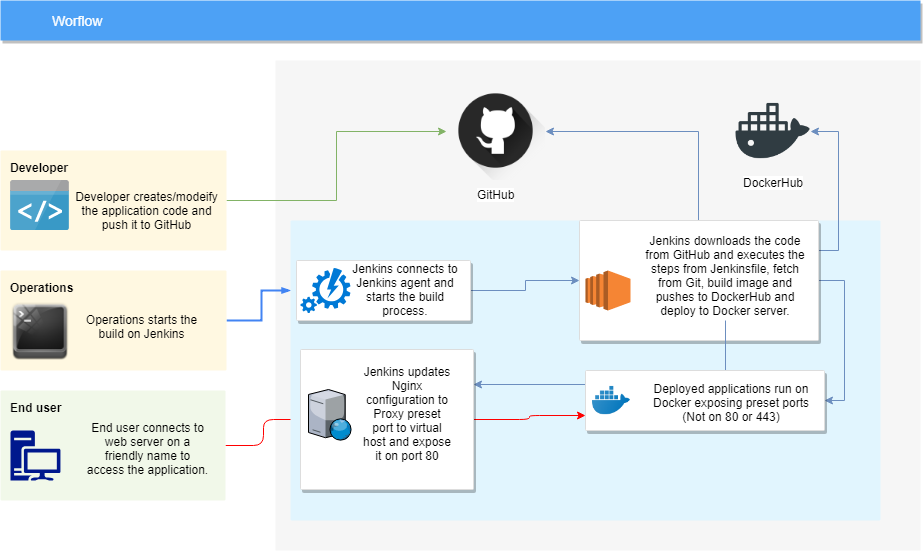 Worflow
GitHub
DockerHub
Developer
</>
Developer creates/modeify
the application code and
push it to GitHub
Operations
>_
Operations starts the
build on Jenkins
End user
End user connects to
web server on a
friendly name to
access the application.
Jenkins connects to
Jenkins agent and
starts the build
process.
Jenkins downloads the code
from GitHub and executes the
steps from Jenkinsfile, fetch
from Git, build image and
pushes to DockerHub and
deploy to Docker server.
Jenkins updates
Nginx
configuration to
Proxy preset
port to virtual
host and expose
it on port 80
Deployed applications run on
Docker exposing preset ports
(Not on 80 or 443)